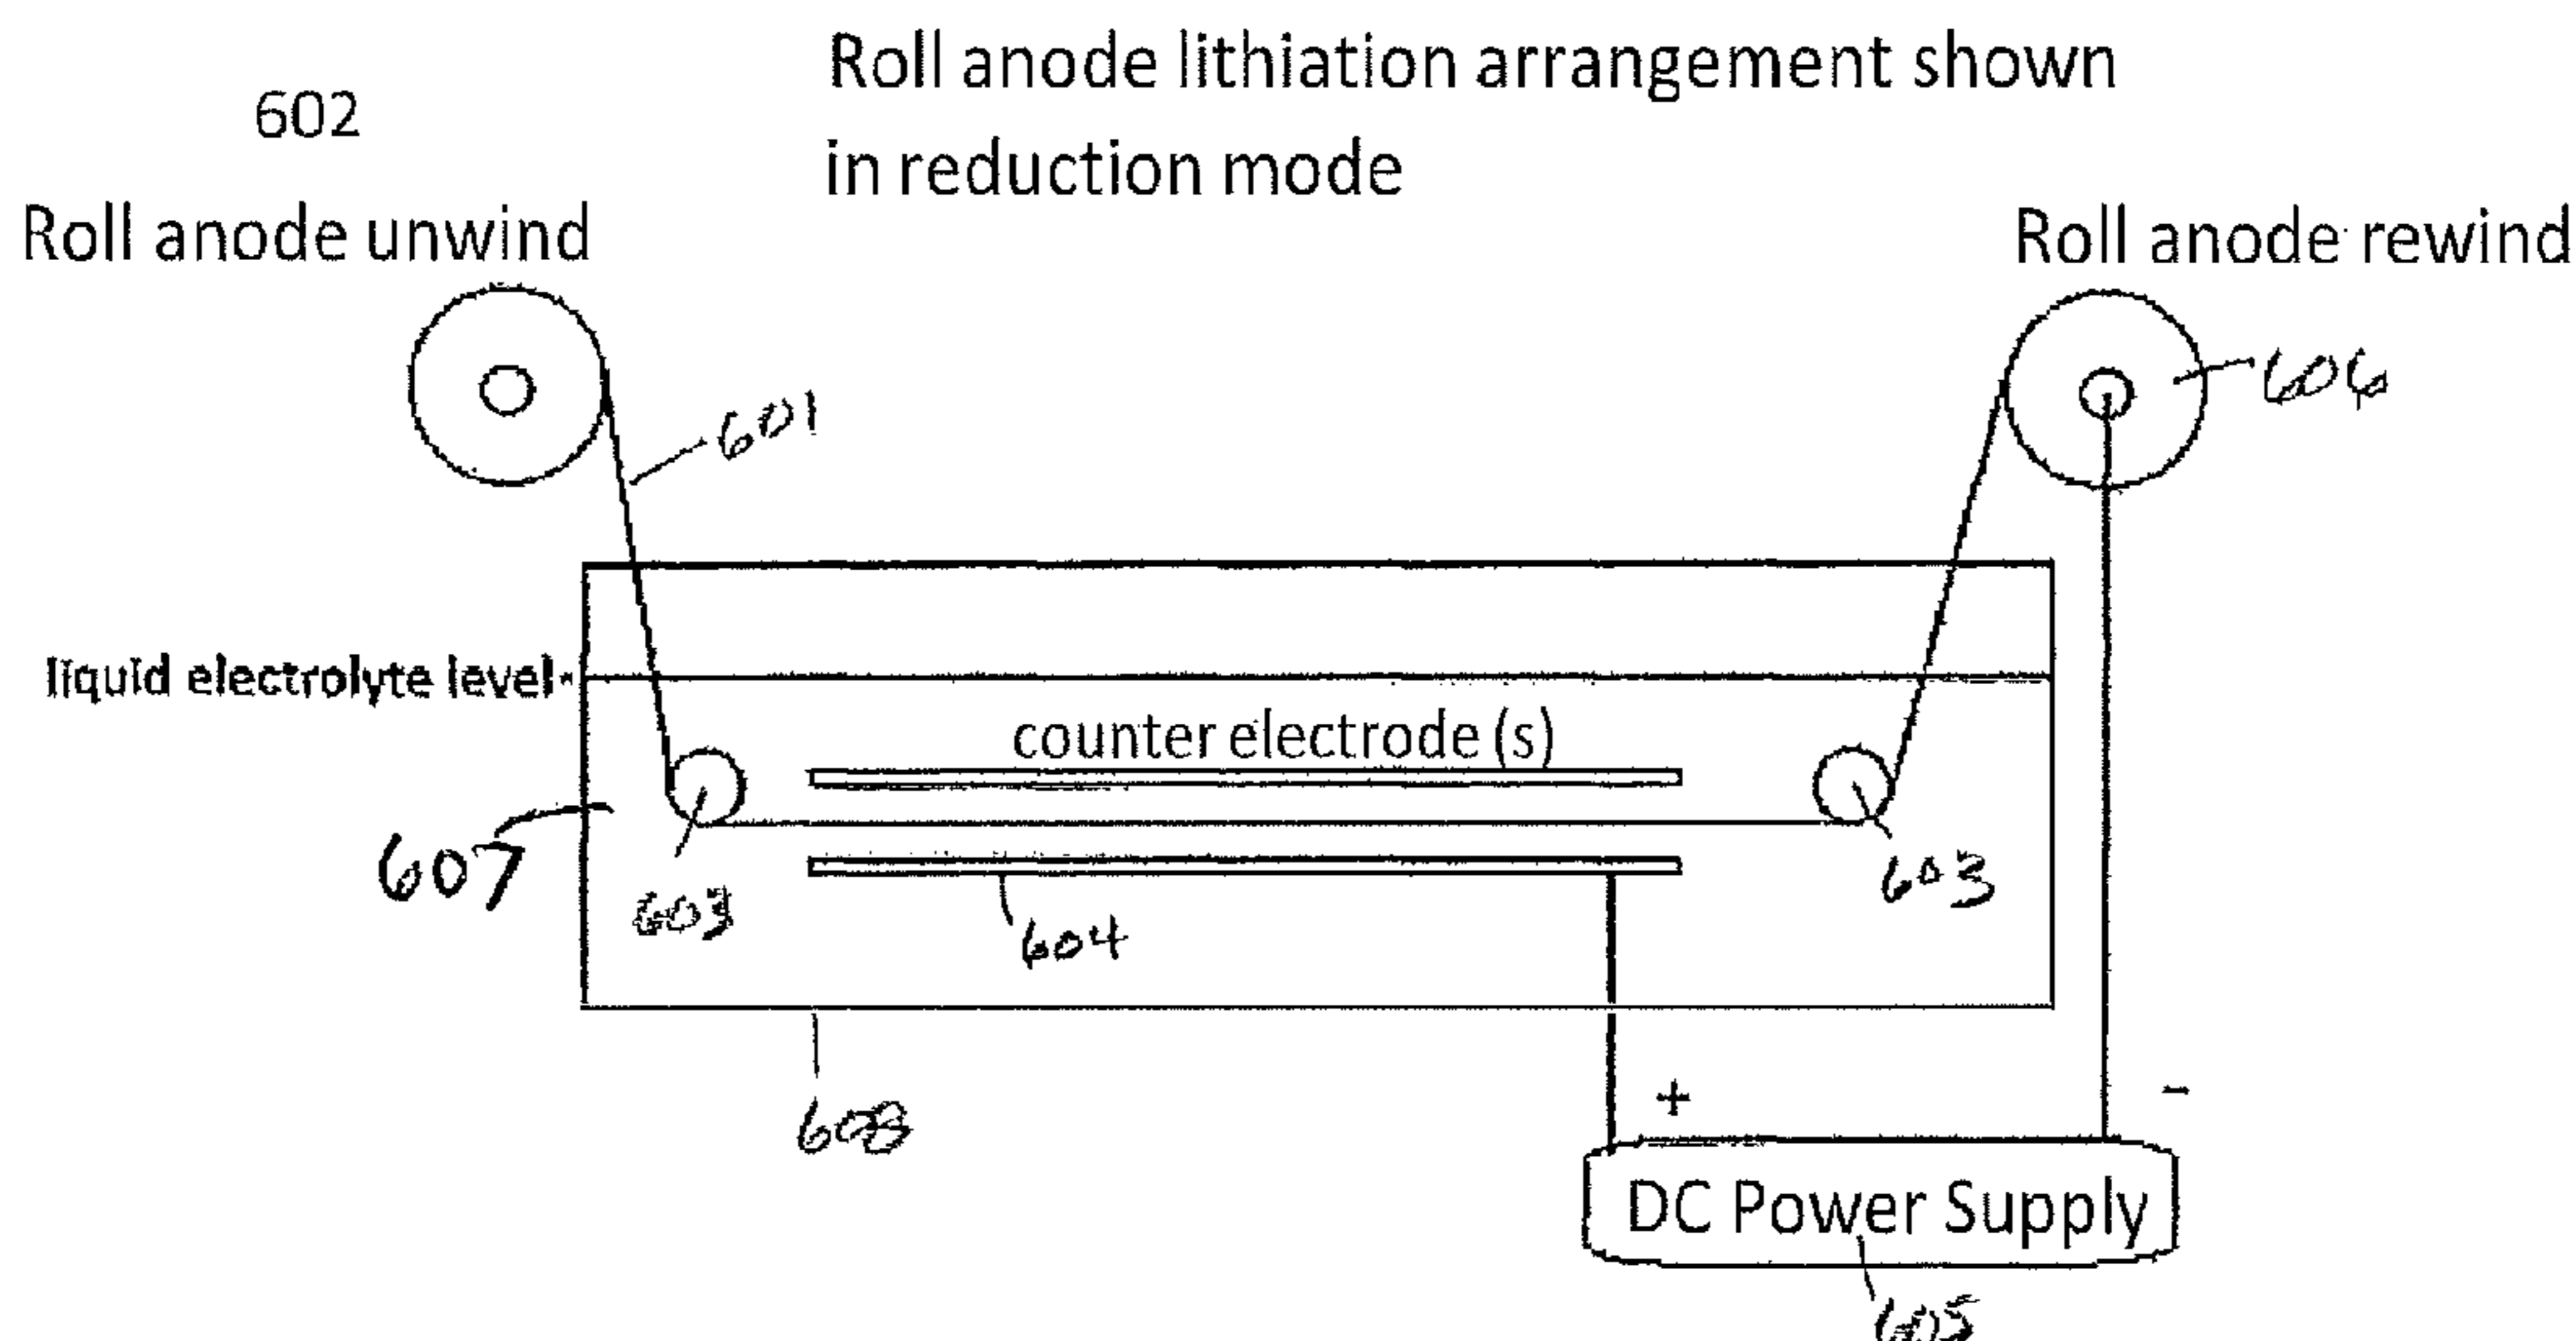 Roll anode lithiation arrangement shown
in reduction mode
602
Roll anode unwind
Roll anode rewind
606
601
liquid electrolyte level
counter electrode (s)
607
603
604
603
608
+
-
DC Power Supply
605